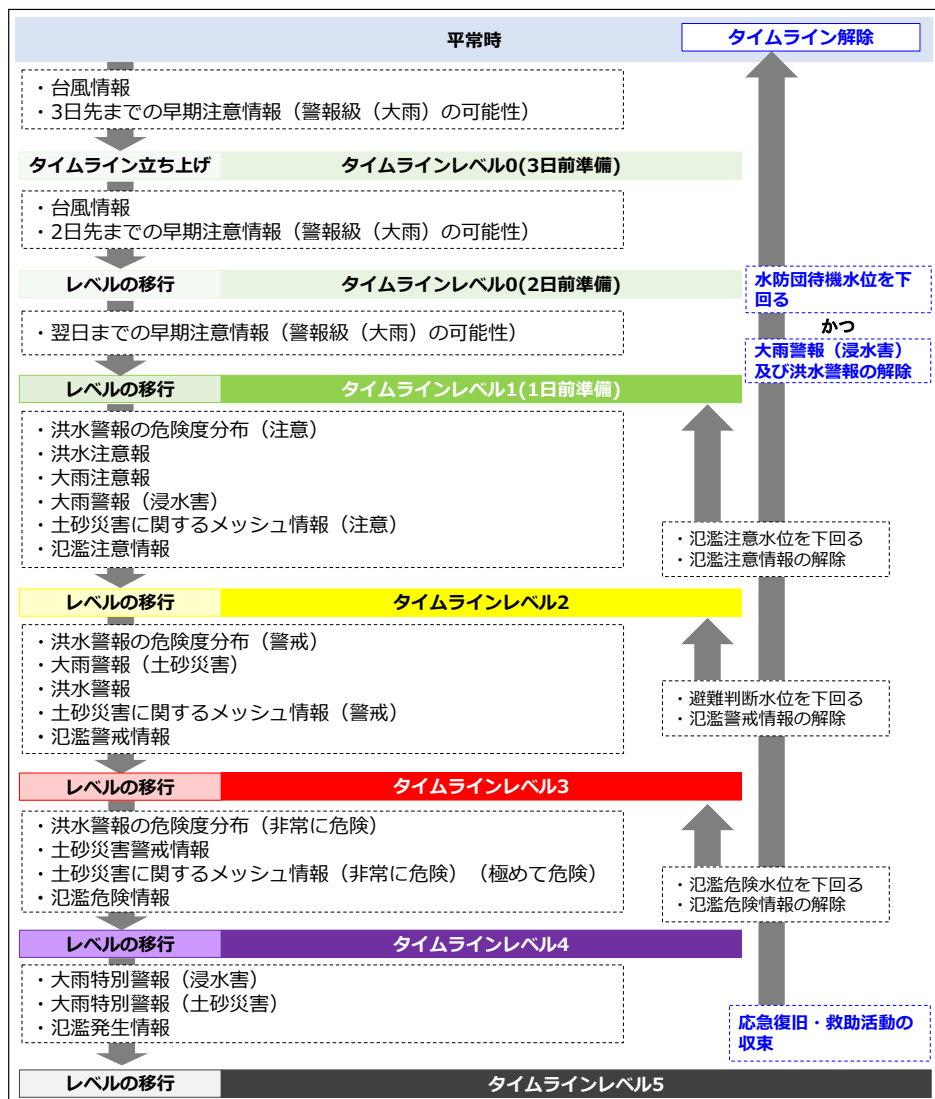 平常時
タイムライン解除
・台風情報
・3日先までの早期注意情報（警報級（大雨）の可能性）
タイムライン立ち上げ
タイムラインレベル0(3日前準備)
・台風情報
・2日先までの早期注意情報（警報級（大雨）の可能性）
レベルの移行
タイムラインレベル0(2日前準備)
・翌日までの早期注意情報（警報級（大雨）の可能性）
水防団待機水位を下
回る
かつ
大雨警報（浸水害）
及び洪水警報の解除
レベルの移行
タイムラインレベル1(1日前準備)
・洪水警報の危険度分布（注意）
・洪水注意報
・大雨注意報
・大雨警報（浸水害）
・土砂災害に関するメッシュ情報（注意）
・氾濫注意情報
・氾濫注意水位を下回る
・氾濫注意情報の解除
レベルの移行
タイムラインレベル2
・洪水警報の危険度分布（警戒）
・大雨警報（土砂災害）
・洪水警報
・土砂災害に関するメッシュ情報（警戒）
・氾濫警戒情報
・避難判断水位を下回る
・氾濫警戒情報の解除
レベルの移行
タイムラインレベル3
・洪水警報の危険度分布（非常に危険）
・土砂災害警戒情報
・土砂災害に関するメッシュ情報（非常に危険）（極めて危険）
・氾濫危険情報
・氾濫危険水位を下回る
・氾濫危険情報の解除
レベルの移行
タイムラインレベル4
・大雨特別警報（浸水害）
・大雨特別警報（土砂災害）
・氾濫発生情報
応急復旧・救助活動の
収束
レベルの移行
タイムラインレベル5